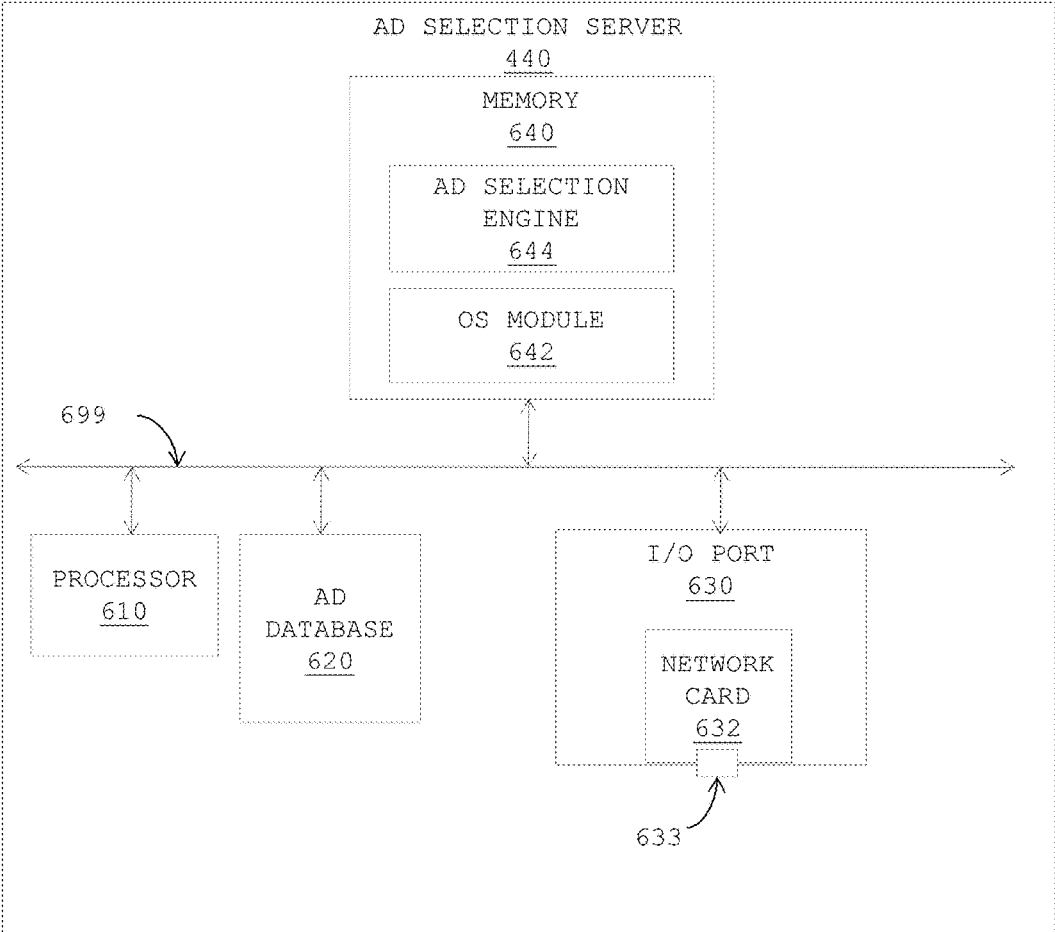 AD SELECTION SERVER
440
MEMORY
640
AD SELECTION
ENGINE
644
OS MODULE
642
699
PROCESSOR
610
AD
DATABASE
620
I/O PORT
630
NETWORK
CARD
632
633